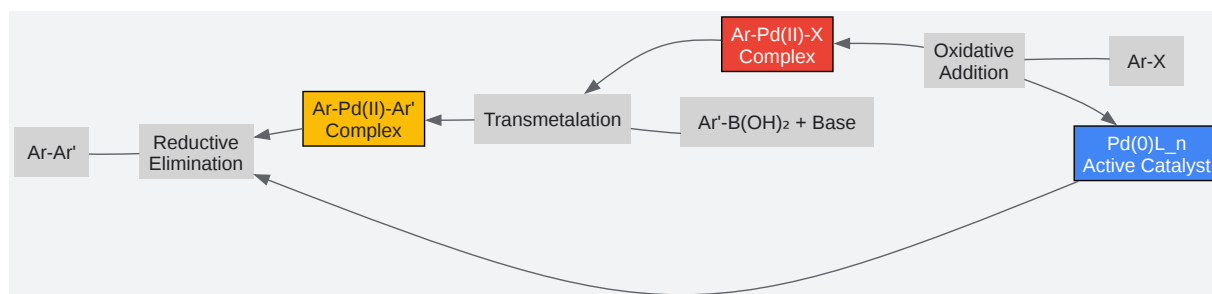 Ar-Pd(II)-X
Complex
Oxidative
Addition
Ar-X
Ar-Pd(II)-Ar'
Complex
Transmetalation
Ar'-B(OH)₂ + Base
Pd(0)L_n
Active Catalyst
Reductive
Elimination
Ar-Ar'